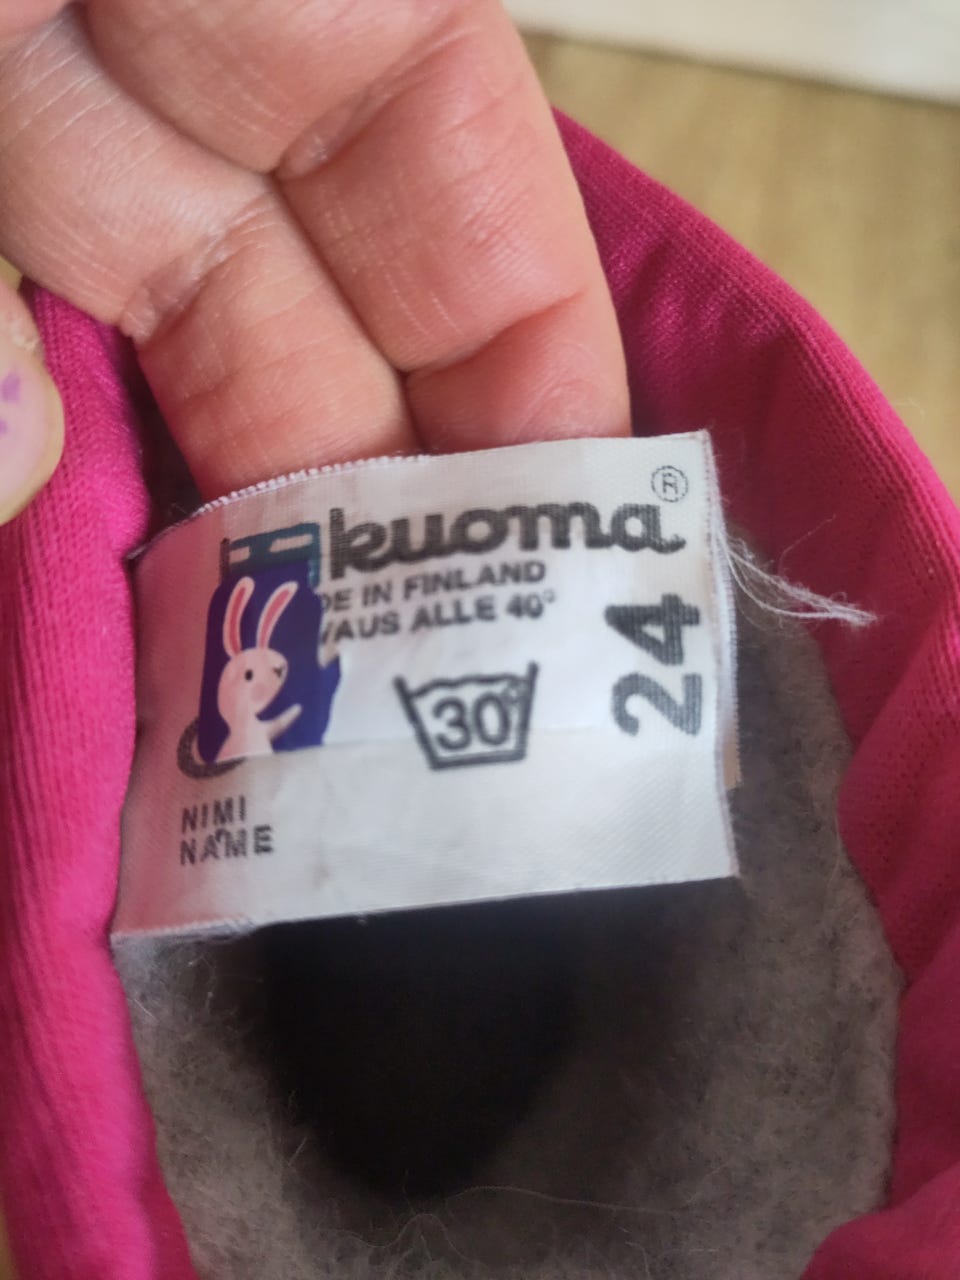 kuoma®
DE IN FINLAND
VAUS ALLE 40°
30°
24
NIMI
NAME